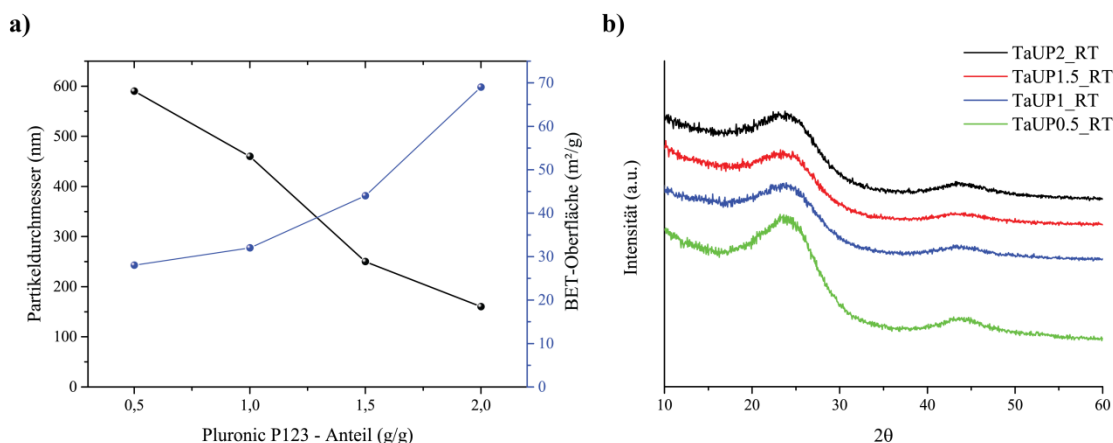 a)
Partikeldurchmesser (nm)
600
500
400
300
200
100
0
0,5
1,0
1,5
2,0
Pluronic P123 - Anteil (g/g)
70
60
50
40
30
20
10
0
BET-Oberfläche (m²/g)
b)
TaUP2_RT
TaUP1.5_RT
TaUP1_RT
TaUP0.5_RT
Intensität (a.u.)
10
20
30
40
50
60
2θ